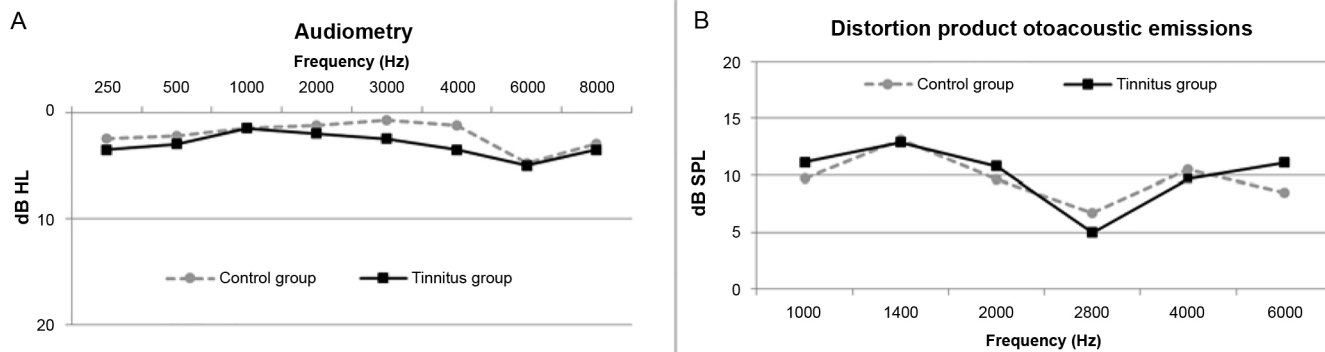 A
Audiometry
Frequency (Hz)
250 500 1000 2000 3000 4000 6000 8000
0
10
20
dB HL
Control group Tinnitus group
B
Distortion product otoacoustic emissions
20
15
10
5
0
dB SPL
Control group Tinnitus group
1000 1400 2000 2800 4000 6000
Frequency (Hz)